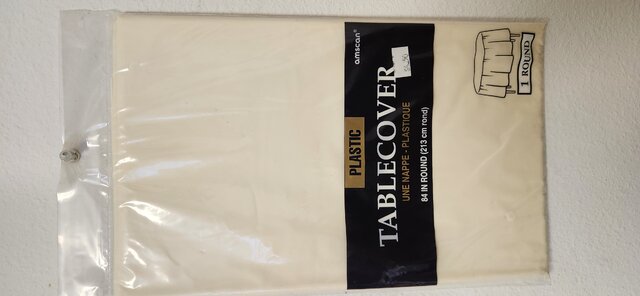 amscan®
PLASTIC
TABLECOVER
UNE NAPPE - PLASTIQUE
84 IN ROUND (213 cm rond)
1 ROUND